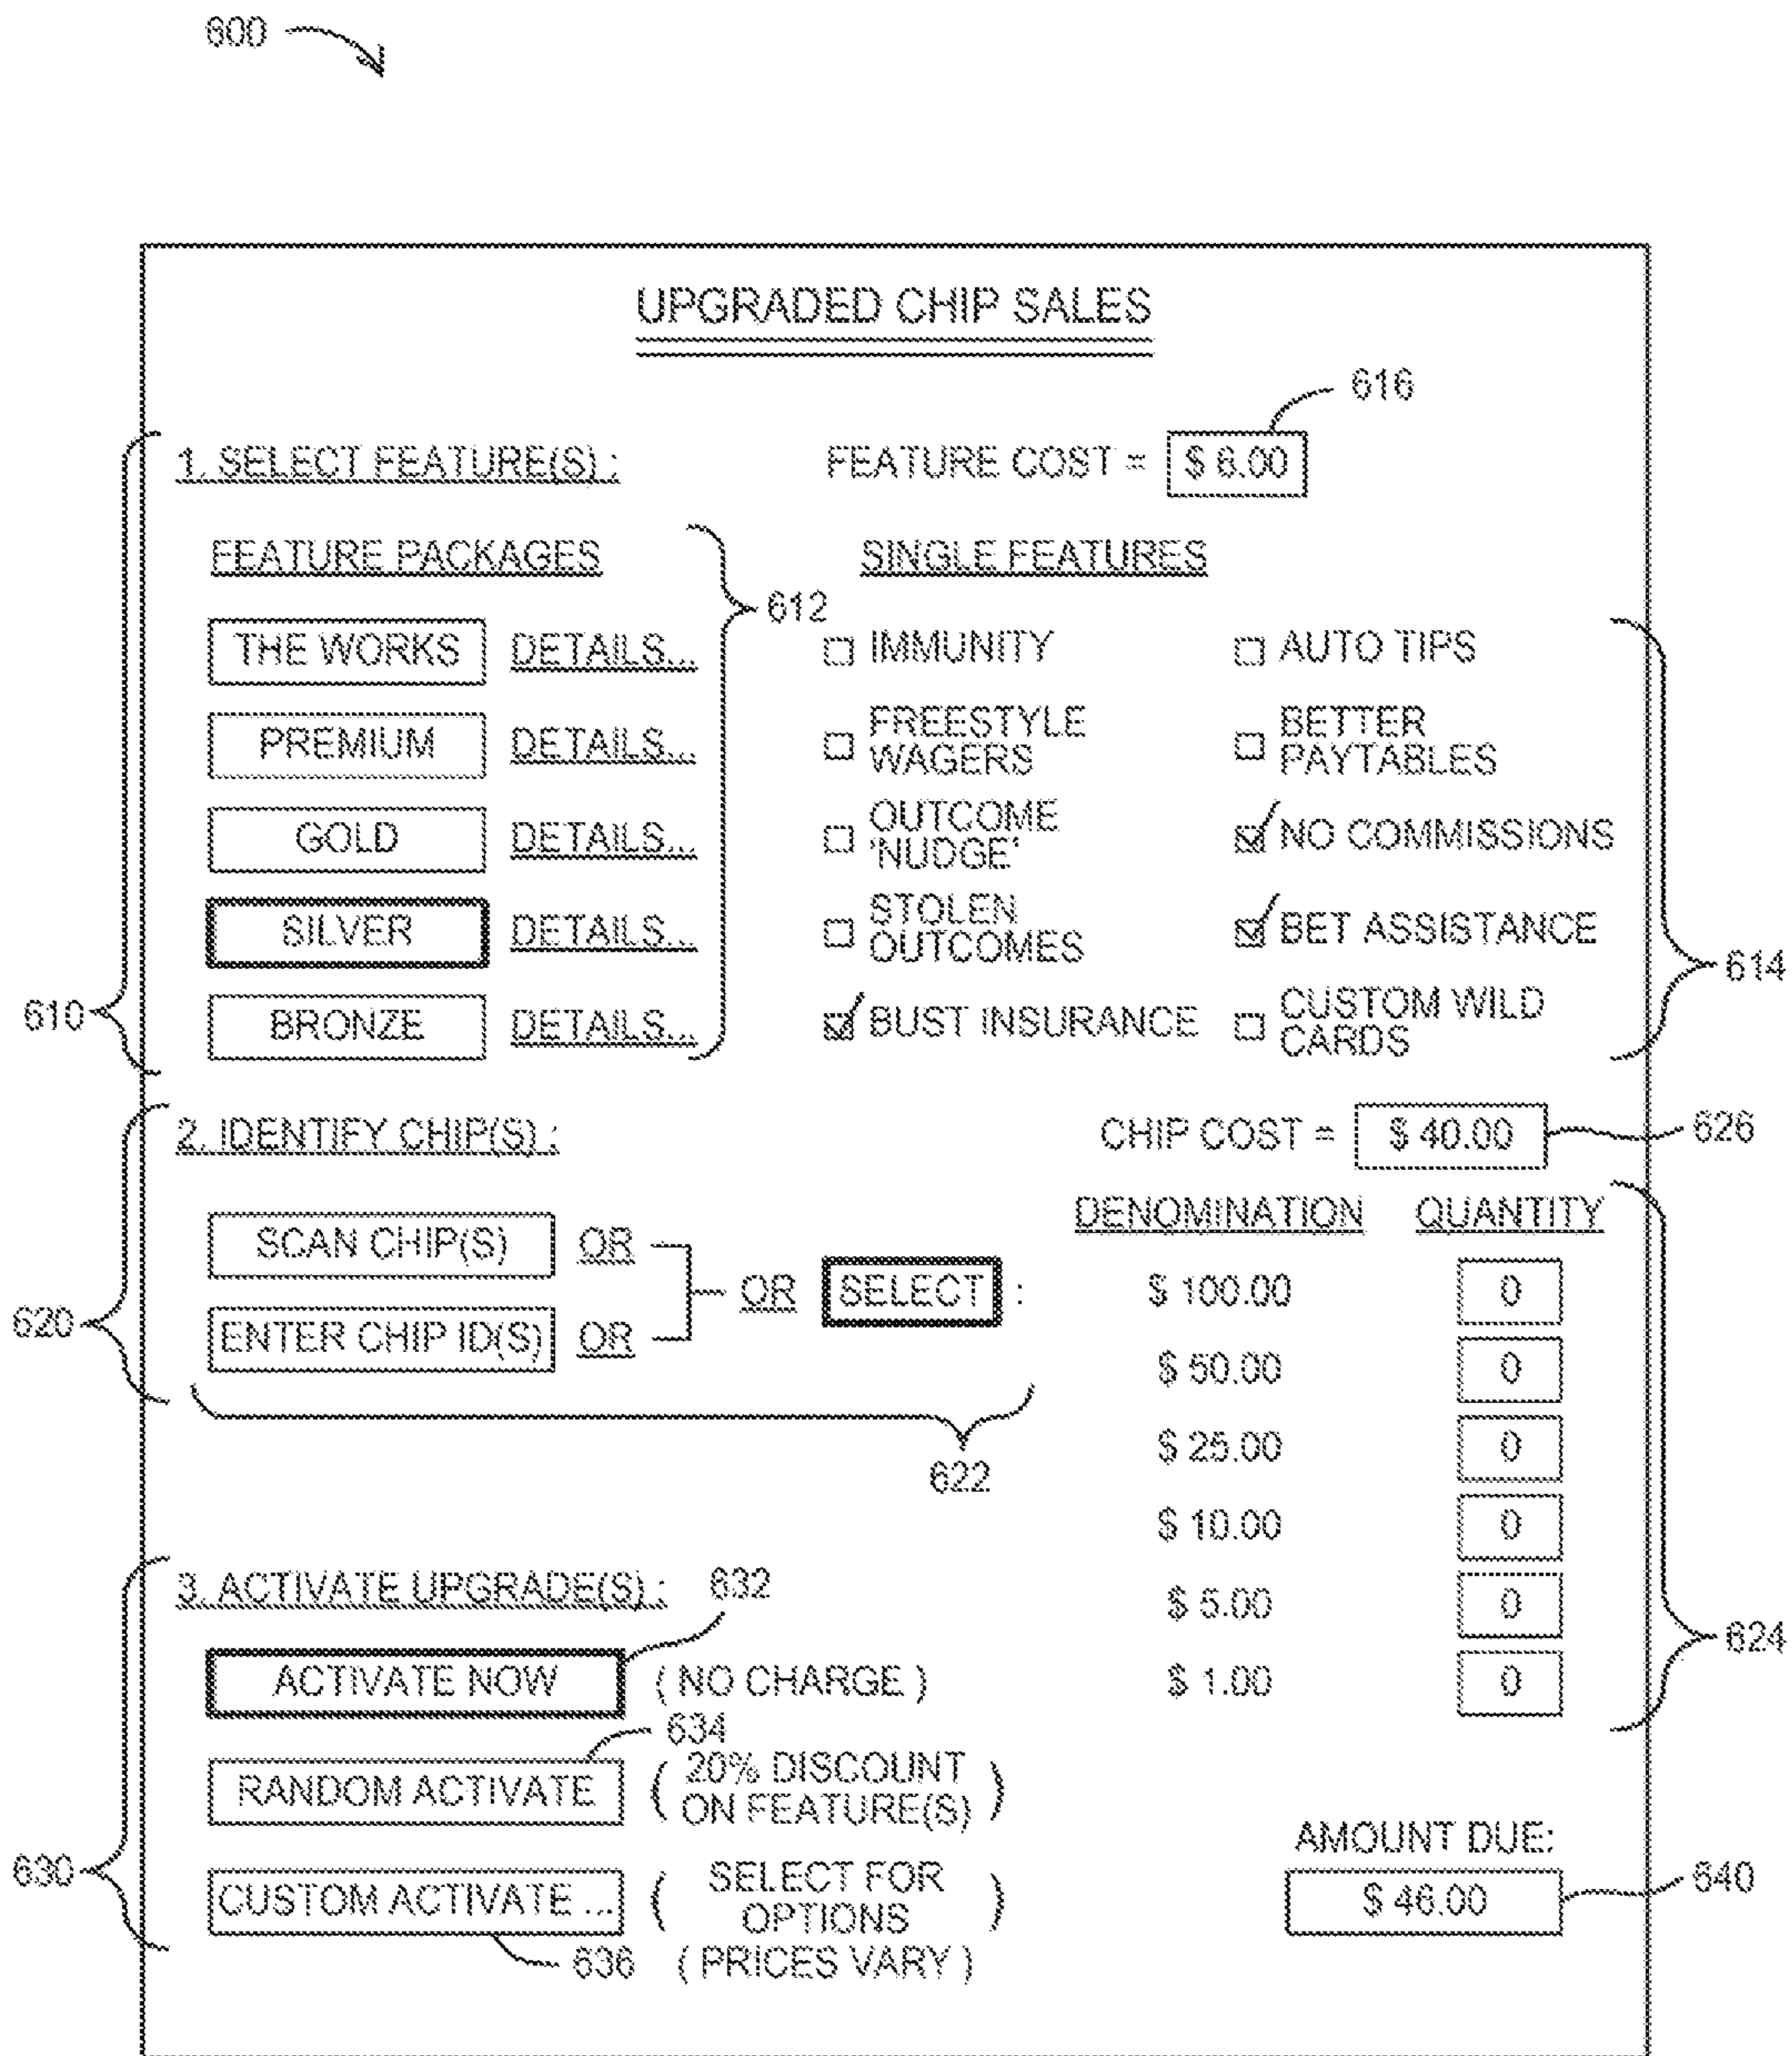 600
UPGRADED CHIP SALES
616
1. SELECT FEATURE(S) :
FEATURE COST = $ 6.00
FEATURE PACKAGES
SINGLE FEATURES
612
THE WORKS DETAILS...
PREMIUM DETAILS...
GOLD DETAILS...
SILVER DETAILS...
BRONZE DETAILS...
IMMUNITY
FREESTYLE
WAGERS
OUTCOME
'NUDGE'
STOLEN
OUTCOMES
BUST INSURANCE
AUTO TIPS
BETTER
PAYTABLES
NO COMMISSIONS
BET ASSISTANCE
CUSTOM WILD
CARDS
614
610
2. IDENTIFY CHIP(S) :
CHIP COST = $ 40.00
626
SCAN CHIP(S) OR
ENTER CHIP ID(S) OR
OR SELECT :
620
622
DENOMINATION QUANTITY
$ 100.00 0
$ 50.00 0
$ 25.00 0
$ 10.00 0
$ 5.00 0
$ 1.00 0
624
3. ACTIVATE UPGRADE(S) :
632
ACTIVATE NOW ( NO CHARGE )
634
RANDOM ACTIVATE ( 20% DISCOUNT
ON FEATURE(S) )
CUSTOM ACTIVATE ... ( SELECT FOR
OPTIONS )
636 ( PRICES VARY )
630
AMOUNT DUE:
$ 46.00
640